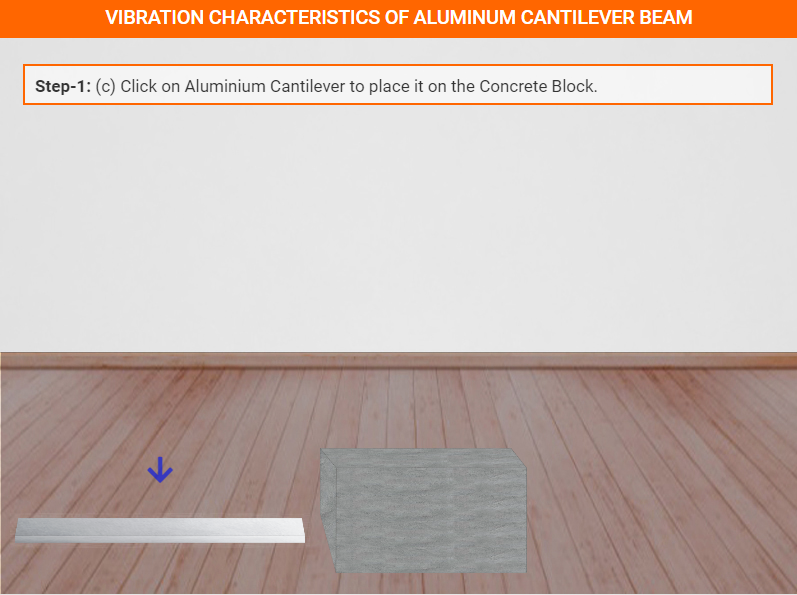 VIBRATION CHARACTERISTICS OF ALUMINUM CANTILEVER BEAM
Step-1: (c) Click on Aluminium Cantilever to place it on the Concrete Block.